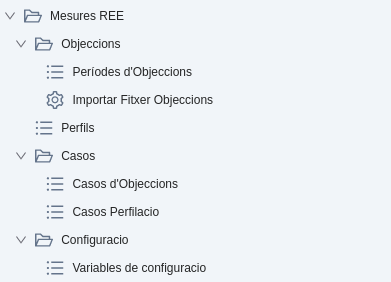 Mesures REE
Objeccions
Períodes d'Objeccions
Importar Fitxer Objeccions
Perfils
Casos
Casos d'Objeccions
Casos Perfilacio
Configuracio
Variables de configuracio